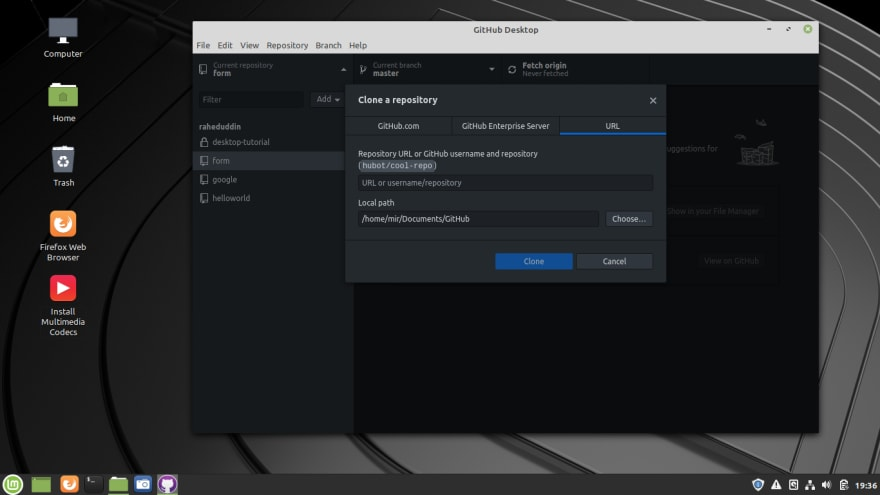 Computer
Home
Trash
Firefox Web
Browser
Install
Multimedia
Codecs
GitHub Desktop
File Edit View Repository Branch Help
Current repository
form
Current branch
master
Fetch origin
Never fetched
Filter
Add
raheduddin
desktop-tutorial
form
google
helloworld
Clone a repository
GitHub.com
GitHub Enterprise Server
URL
Repository URL or GitHub username and repository
(hubot/cool-repo)
URL or username/repository
Local path
/home/mir/Documents/GitHub
Choose...
Clone
Cancel
uggestions for
Show in your File Manager
View on GitHub
19:36